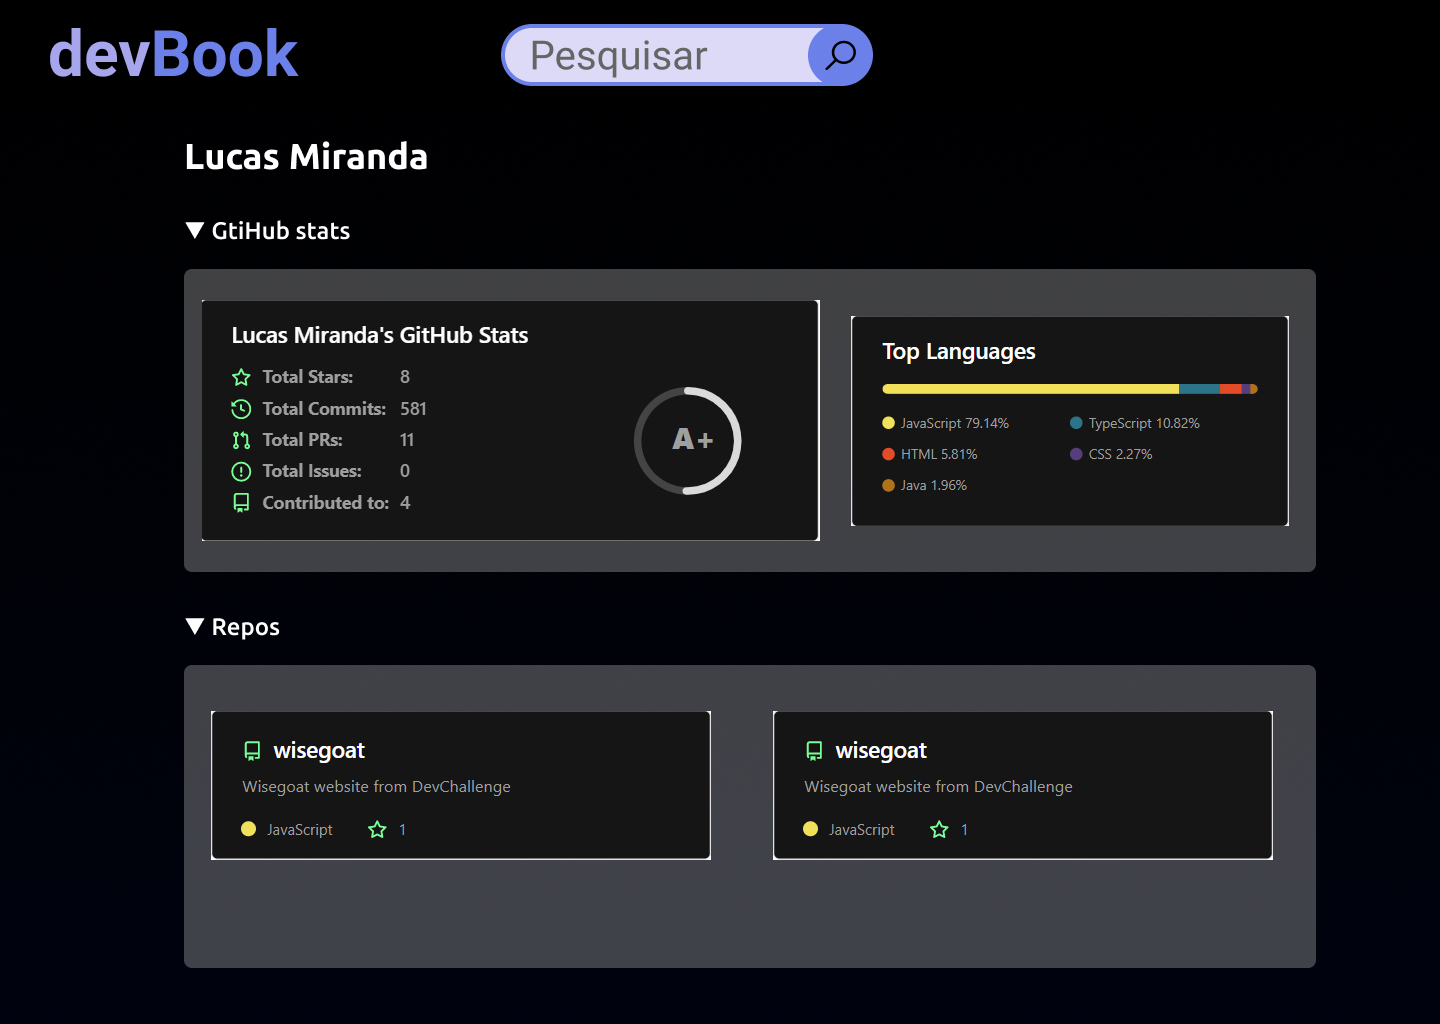 devBook
Pesquisar
Lucas Miranda
GtiHub stats
Lucas Miranda's GitHub Stats
Total Stars: 8
Total Commits: 581
Total PRs: 11
Total Issues: 0
Contributed to: 4
A+
Top Languages
JavaScript 79.14%
TypeScript 10.82%
HTML 5.81%
CSS 2.27%
Java 1.96%
Repos
wisegoat
Wisegoat website from DevChallenge
JavaScript 1
wisegoat
Wisegoat website from DevChallenge
JavaScript 1